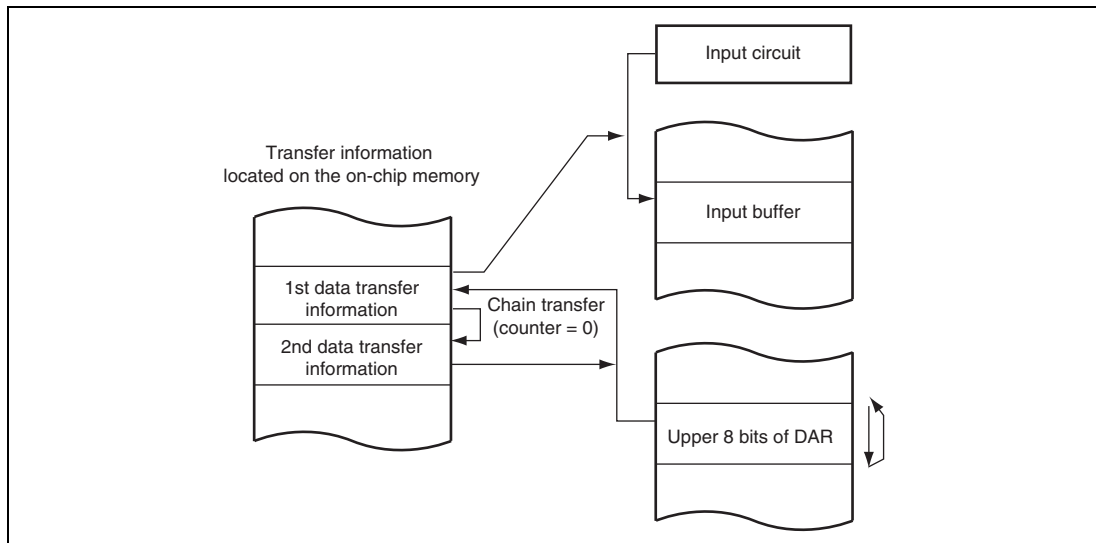 Input circuit
Transfer information
located on the on-chip memory
Input buffer
1st data transfer
information
Chain transfer
(counter = 0)
2nd data transfer
information
Upper 8 bits of DAR